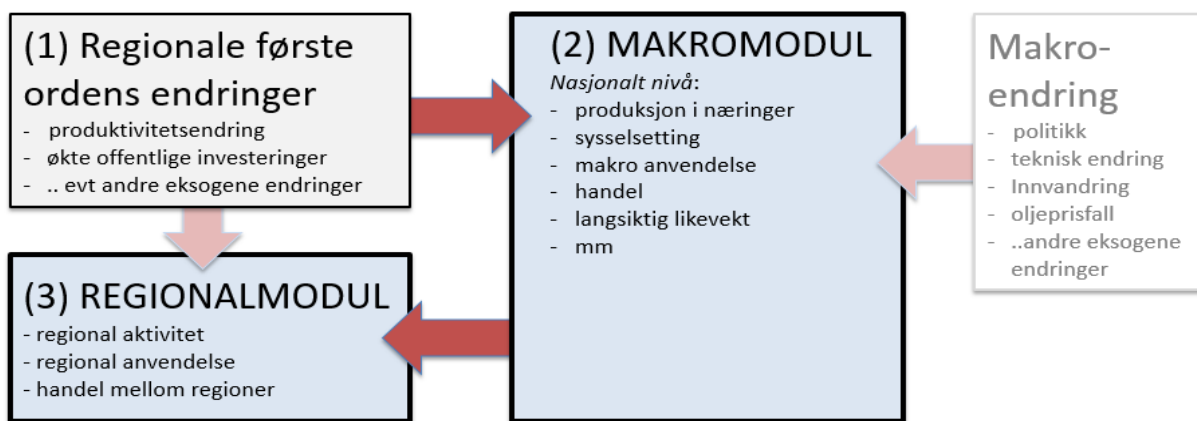 (1) Regionale første
ordens endringer
- produktivitetsendring
- økte offentlige investeringer
- .. evt andre eksogene endringer
(2) MAKROMODUL
Nasjonalt nivå:
- produksjon i næringer
- sysselsetting
- makro anvendelse
- handel
- langsiktig likevekt
- mm
Makro-
endring
- politikk
- teknisk endring
- Innvandring
- oljeprisfall
- ..andre eksogene
endringer
(3) REGIONALMODUL
- regional aktivitet
- regional anvendelse
- handel mellom regioner